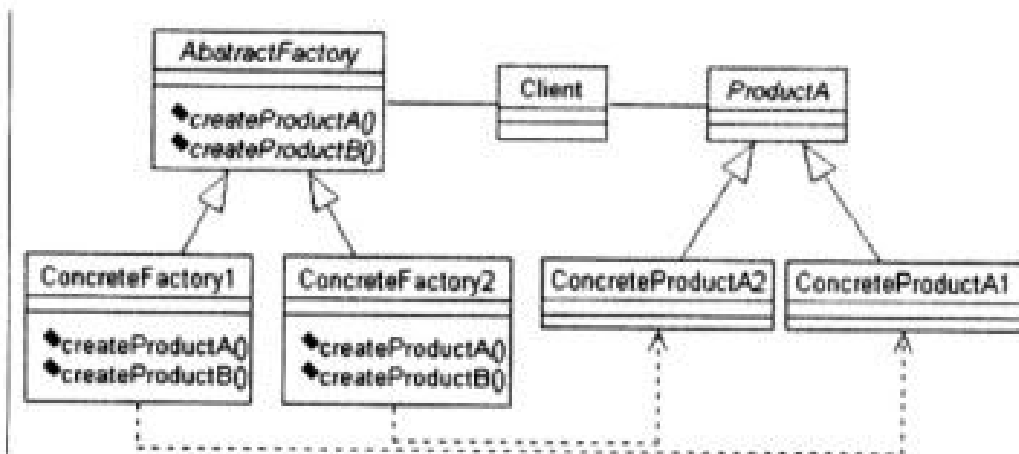 AbstractFactory
createProductA()
createProductB()
Client
ProductA
ConcreteFactory1
createProductA()
createProductB()
ConcreteFactory2
createProductA()
createProductB()
ConcreteProductA2
ConcreteProductA1